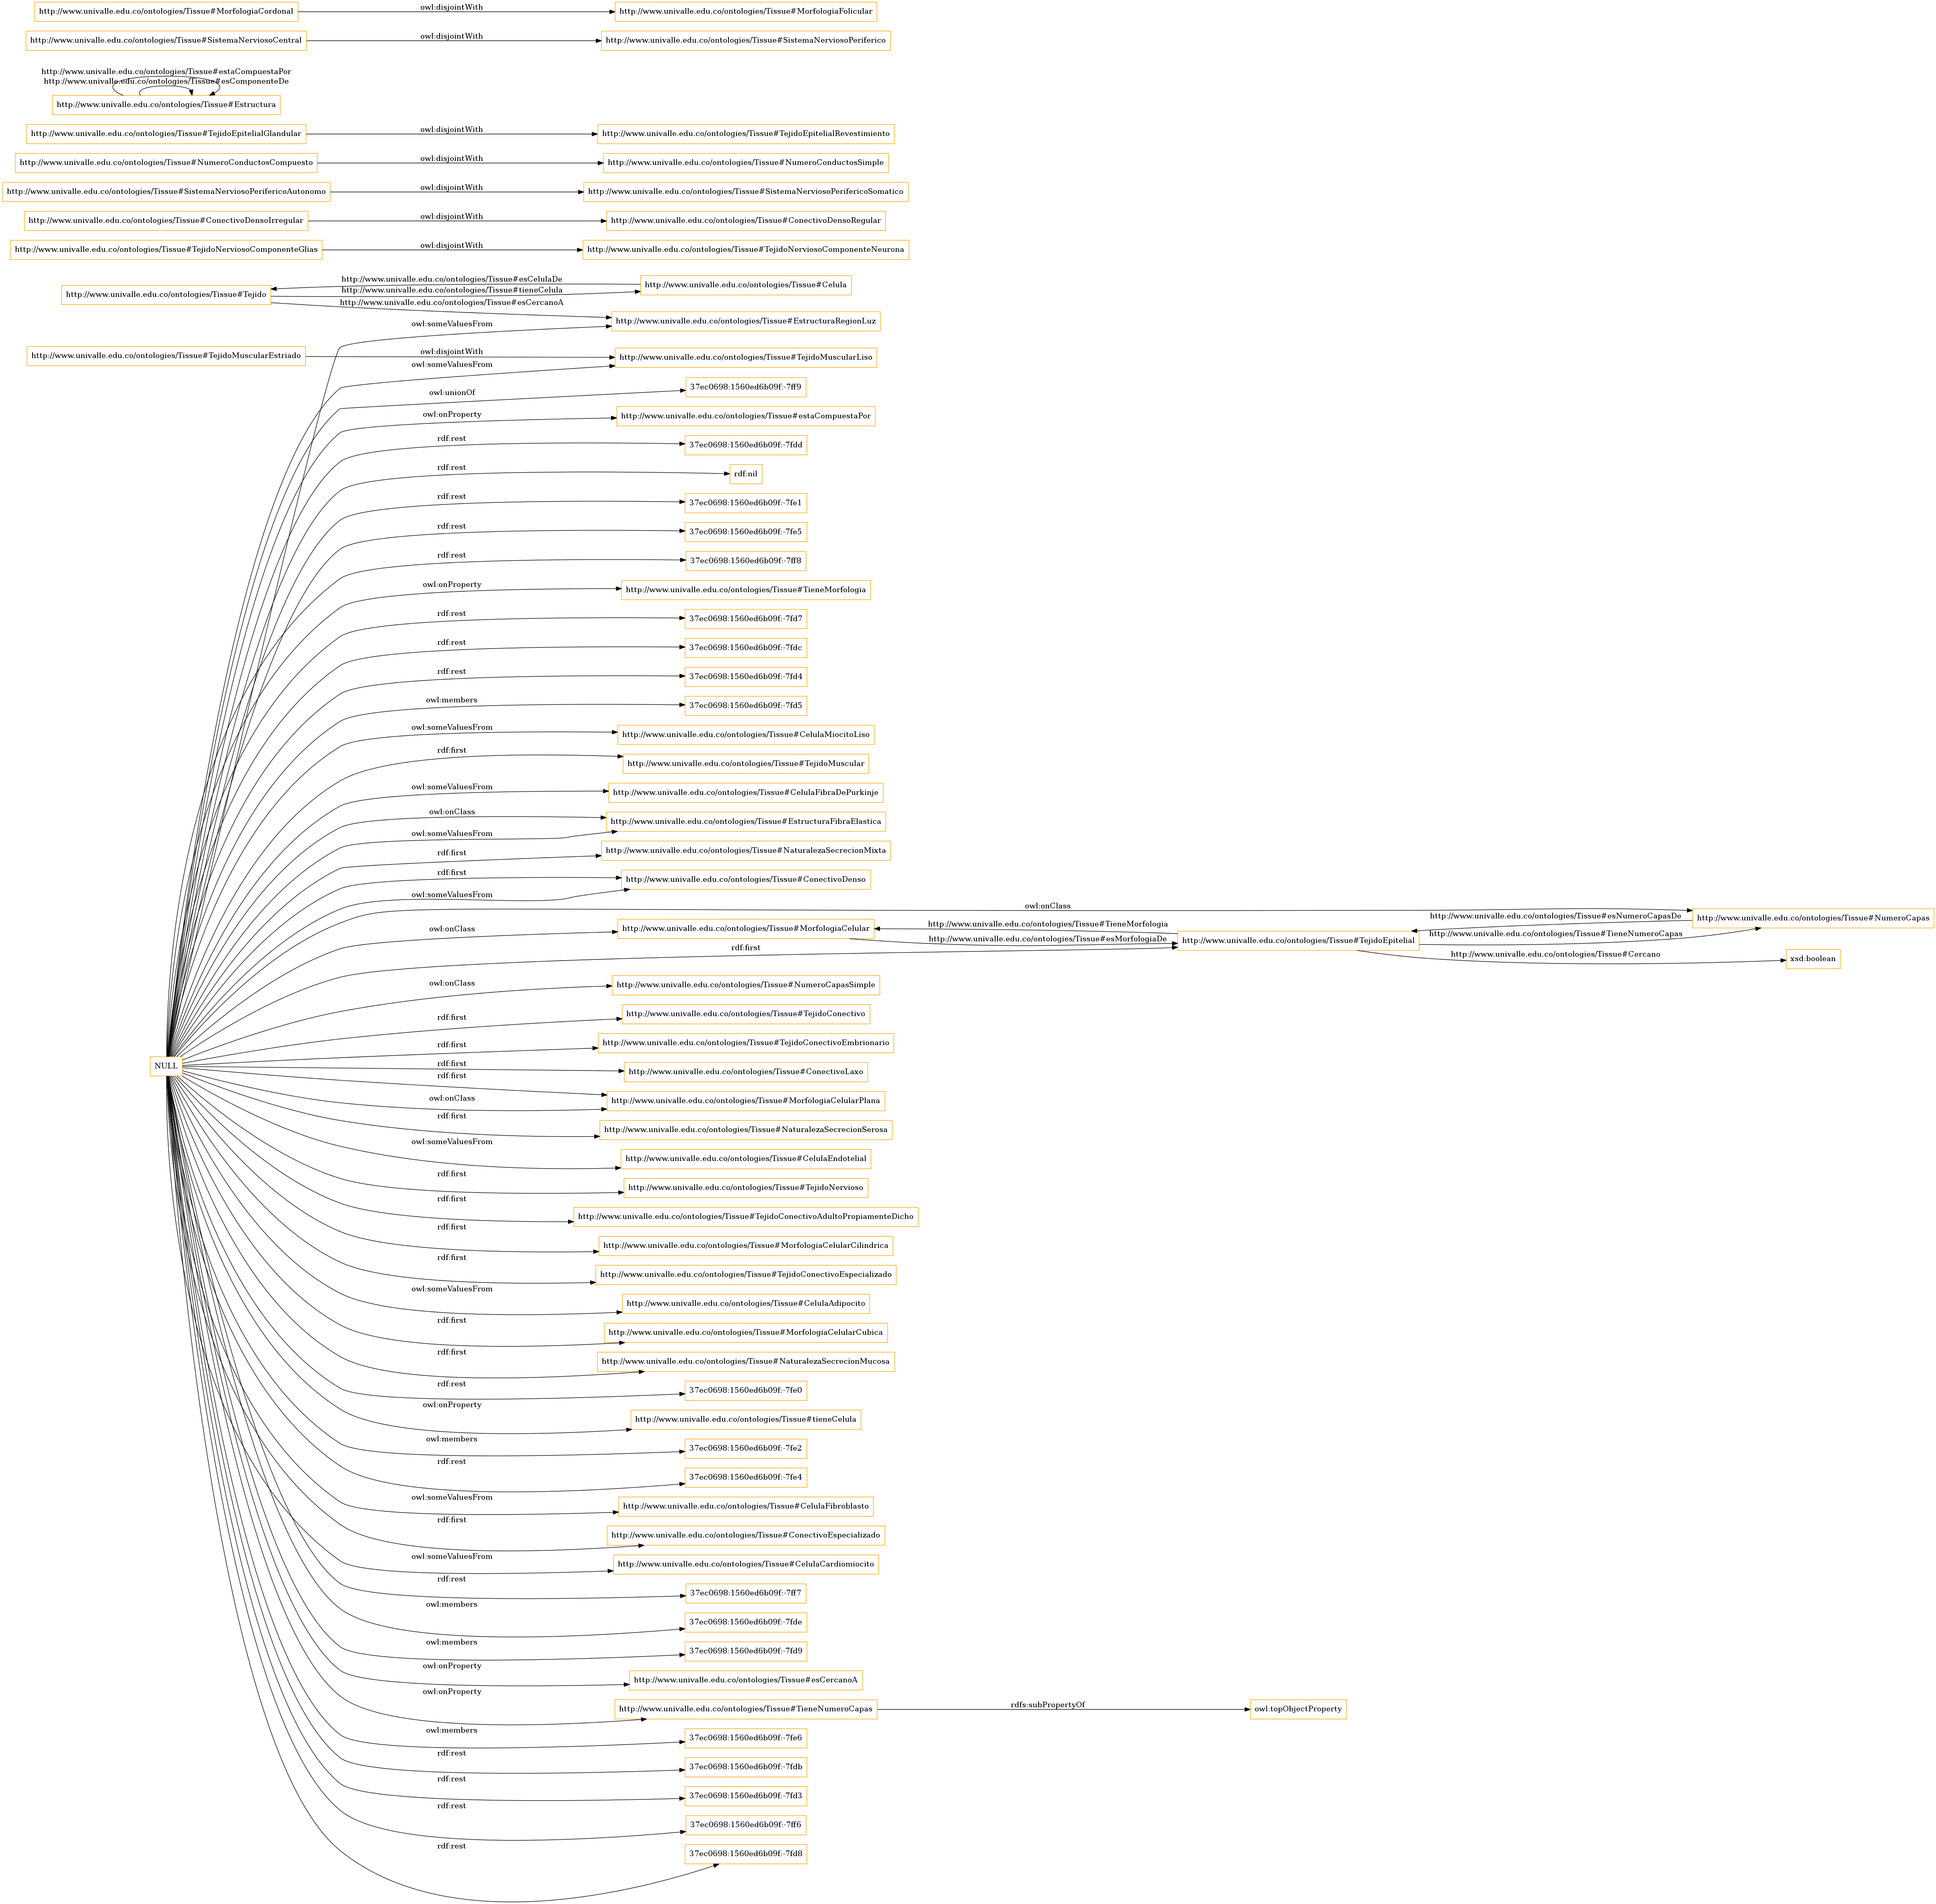 http://www.univalle.edu.co/ontologies/Tissue#MorfologiaCordonal
owl:disjointWith
http://www.univalle.edu.co/ontologies/Tissue#MorfologiaFolicular
http://www.univalle.edu.co/ontologies/Tissue#SistemaNerviosoCentral
owl:disjointWith
http://www.univalle.edu.co/ontologies/Tissue#SistemaNerviosoPeriferico
http://www.univalle.edu.co/ontologies/Tissue#estaCompuestaPor
http://www.univalle.edu.co/ontologies/Tissue#esComponenteDe
http://www.univalle.edu.co/ontologies/Tissue#Estructura
http://www.univalle.edu.co/ontologies/Tissue#TejidoEpitelialGlandular
owl:disjointWith
http://www.univalle.edu.co/ontologies/Tissue#TejidoEpitelialRevestimiento
http://www.univalle.edu.co/ontologies/Tissue#NumeroConductosCompuesto
owl:disjointWith
http://www.univalle.edu.co/ontologies/Tissue#NumeroConductosSimple
http://www.univalle.edu.co/ontologies/Tissue#SistemaNerviosoPerifericoAutonomo
owl:disjointWith
http://www.univalle.edu.co/ontologies/Tissue#SistemaNerviosoPerifericoSomatico
http://www.univalle.edu.co/ontologies/Tissue#ConectivoDensoIrregular
owl:disjointWith
http://www.univalle.edu.co/ontologies/Tissue#ConectivoDensoRegular
http://www.univalle.edu.co/ontologies/Tissue#TejidoNerviosoComponenteGlias
owl:disjointWith
http://www.univalle.edu.co/ontologies/Tissue#TejidoNerviosoComponenteNeurona
http://www.univalle.edu.co/ontologies/Tissue#Tejido
http://www.univalle.edu.co/ontologies/Tissue#esCelulaDe
http://www.univalle.edu.co/ontologies/Tissue#tieneCelula
http://www.univalle.edu.co/ontologies/Tissue#esCercanoA
http://www.univalle.edu.co/ontologies/Tissue#Celula
owl:someValuesFrom
http://www.univalle.edu.co/ontologies/Tissue#EstructuraRegionLuz
http://www.univalle.edu.co/ontologies/Tissue#TejidoMuscularEstriado
owl:disjointWith
http://www.univalle.edu.co/ontologies/Tissue#TejidoMuscularLiso
owl:someValuesFrom
owl:unionOf
37ec0698:1560ed6b09f:-7ff9
owl:onProperty
http://www.univalle.edu.co/ontologies/Tissue#estaCompuestaPor
rdf:rest
37ec0698:1560ed6b09f:-7fdd
rdf:rest
rdf:nil
rdf:rest
37ec0698:1560ed6b09f:-7fe1
rdf:rest
37ec0698:1560ed6b09f:-7fe5
rdf:rest
37ec0698:1560ed6b09f:-7ff8
owl:onProperty
http://www.univalle.edu.co/ontologies/Tissue#TieneMorfologia
rdf:rest
37ec0698:1560ed6b09f:-7fd7
rdf:rest
37ec0698:1560ed6b09f:-7fdc
rdf:rest
37ec0698:1560ed6b09f:-7fd4
owl:members
37ec0698:1560ed6b09f:-7fd5
owl:someValuesFrom
http://www.univalle.edu.co/ontologies/Tissue#CelulaMiocitoLiso
rdf:first
http://www.univalle.edu.co/ontologies/Tissue#TejidoMuscular
owl:someValuesFrom
http://www.univalle.edu.co/ontologies/Tissue#CelulaFibraDePurkinje
owl:onClass
http://www.univalle.edu.co/ontologies/Tissue#EstructuraFibraElastica
owl:someValuesFrom
rdf:first
http://www.univalle.edu.co/ontologies/Tissue#NaturalezaSecrecionMixta
rdf:first
http://www.univalle.edu.co/ontologies/Tissue#ConectivoDenso
owl:someValuesFrom
owl:onClass
http://www.univalle.edu.co/ontologies/Tissue#NumeroCapas
http://www.univalle.edu.co/ontologies/Tissue#esNumeroCapasDe
owl:onClass
http://www.univalle.edu.co/ontologies/Tissue#MorfologiaCelular
http://www.univalle.edu.co/ontologies/Tissue#TieneMorfologia
http://www.univalle.edu.co/ontologies/Tissue#esMorfologiaDe
http://www.univalle.edu.co/ontologies/Tissue#TejidoEpitelial
http://www.univalle.edu.co/ontologies/Tissue#TieneNumeroCapas
rdf:first
http://www.univalle.edu.co/ontologies/Tissue#Cercano
xsd:boolean
owl:onClass
http://www.univalle.edu.co/ontologies/Tissue#NumeroCapasSimple
rdf:first
http://www.univalle.edu.co/ontologies/Tissue#TejidoConectivo
rdf:first
http://www.univalle.edu.co/ontologies/Tissue#TejidoConectivoEmbrionario
NULL
rdf:first
http://www.univalle.edu.co/ontologies/Tissue#ConectivoLaxo
rdf:first
owl:onClass
http://www.univalle.edu.co/ontologies/Tissue#MorfologiaCelularPlana
rdf:first
http://www.univalle.edu.co/ontologies/Tissue#NaturalezaSecrecionSerosa
owl:someValuesFrom
http://www.univalle.edu.co/ontologies/Tissue#CelulaEndotelial
rdf:first
http://www.univalle.edu.co/ontologies/Tissue#TejidoNervioso
rdf:first
http://www.univalle.edu.co/ontologies/Tissue#TejidoConectivoAdultoPropiamenteDicho
rdf:first
http://www.univalle.edu.co/ontologies/Tissue#MorfologiaCelularCilindrica
rdf:first
http://www.univalle.edu.co/ontologies/Tissue#TejidoConectivoEspecializado
owl:someValuesFrom
http://www.univalle.edu.co/ontologies/Tissue#CelulaAdipocito
rdf:first
http://www.univalle.edu.co/ontologies/Tissue#MorfologiaCelularCubica
rdf:first
http://www.univalle.edu.co/ontologies/Tissue#NaturalezaSecrecionMucosa
rdf:rest
37ec0698:1560ed6b09f:-7fe0
owl:onProperty
http://www.univalle.edu.co/ontologies/Tissue#tieneCelula
owl:members
37ec0698:1560ed6b09f:-7fe2
rdf:rest
37ec0698:1560ed6b09f:-7fe4
owl:someValuesFrom
http://www.univalle.edu.co/ontologies/Tissue#CelulaFibroblasto
rdf:first
http://www.univalle.edu.co/ontologies/Tissue#ConectivoEspecializado
owl:someValuesFrom
http://www.univalle.edu.co/ontologies/Tissue#CelulaCardiomiocito
rdf:rest
37ec0698:1560ed6b09f:-7ff7
owl:members
37ec0698:1560ed6b09f:-7fde
owl:members
37ec0698:1560ed6b09f:-7fd9
owl:onProperty
http://www.univalle.edu.co/ontologies/Tissue#esCercanoA
owl:onProperty
http://www.univalle.edu.co/ontologies/Tissue#TieneNumeroCapas
rdfs:subPropertyOf
owl:topObjectProperty
owl:members
37ec0698:1560ed6b09f:-7fe6
rdf:rest
37ec0698:1560ed6b09f:-7fdb
rdf:rest
37ec0698:1560ed6b09f:-7fd3
rdf:rest
37ec0698:1560ed6b09f:-7ff6
rdf:rest
37ec0698:1560ed6b09f:-7fd8